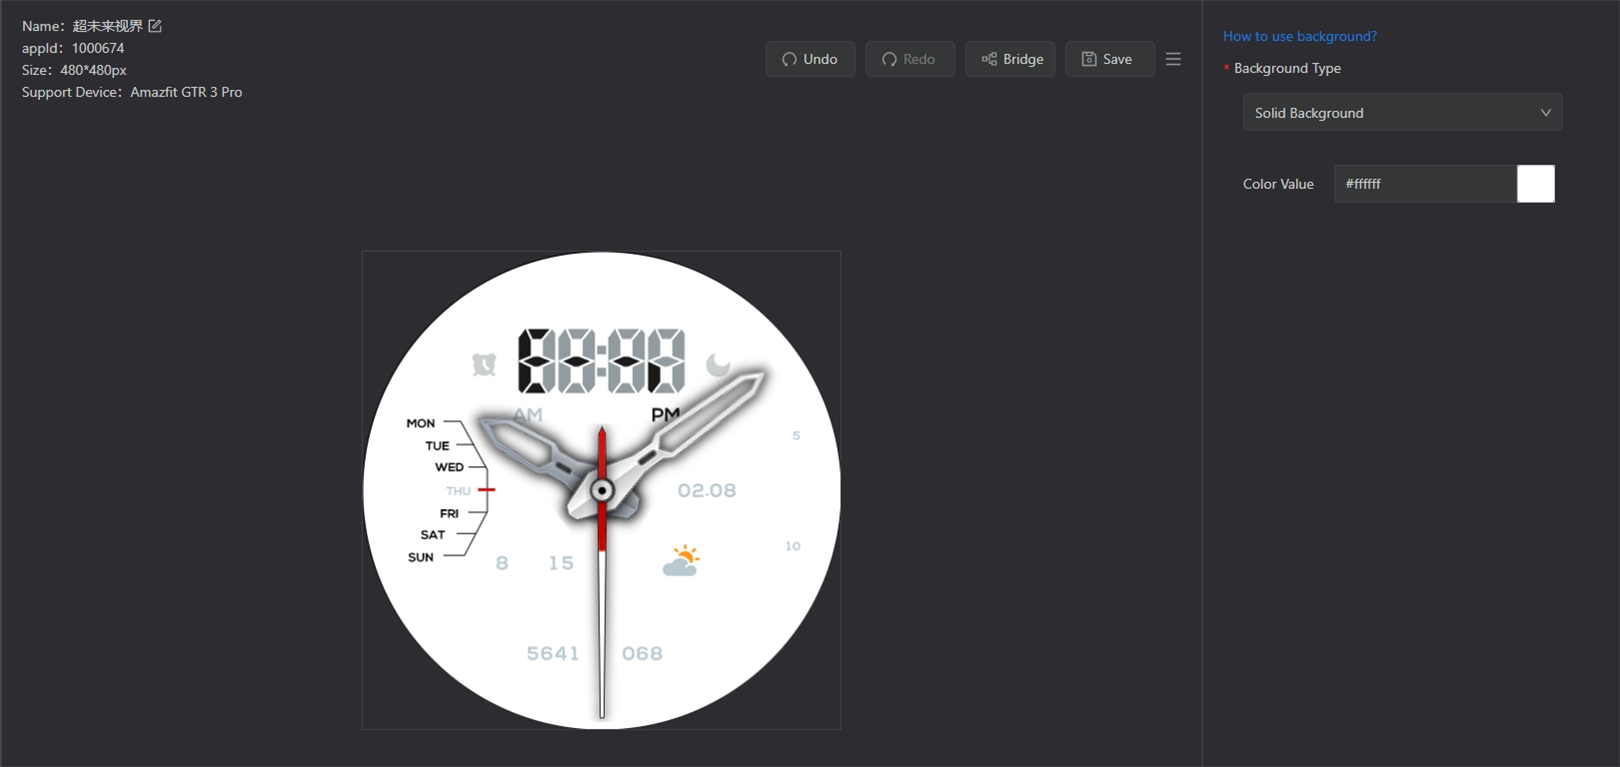 Name：超未来视界
appId：1000674
Size：480*480px
Support Device：Amazfit GTR 3 Pro
Undo
Redo
Bridge
Save
How to use background?
* Background Type
Solid Background
Color Value
#ffffff
AM
PM
MON
TUE
WED
THU
FRI
SAT
SUN
5
02.08
10
8
15
5641
068